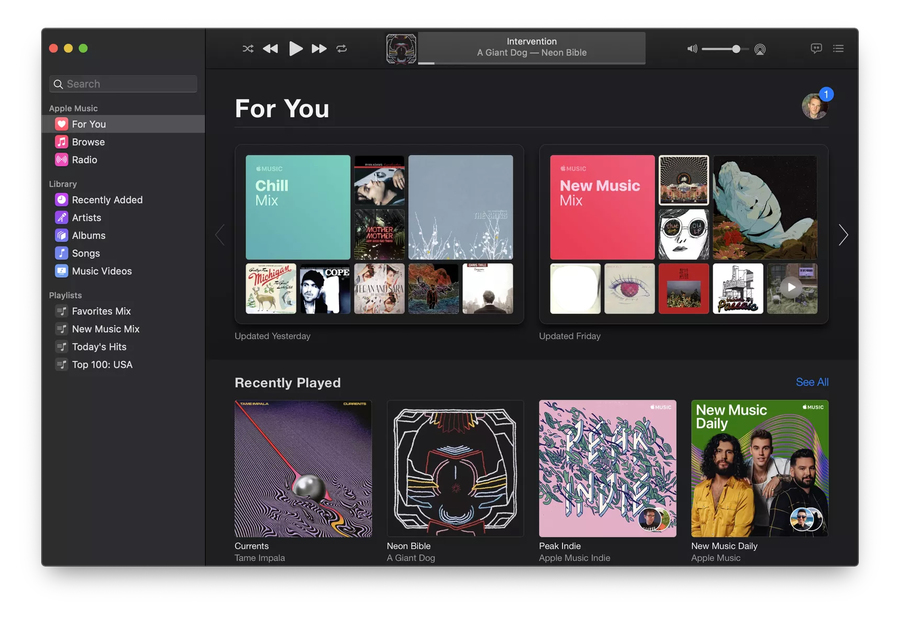 Intervention
A Giant Dog — Neon Bible
Search
Apple Music
For You
Browse
Radio
Library
Recently Added
Artists
Albums
Songs
Music Videos
Playlists
Favorites Mix
New Music Mix
Today's Hits
Top 100: USA
For You
1
MUSIC
Chill
Mix
MOTHER
MOTHER
Michigan
COPE
TEGAN AND SARA
Updated Yesterday
MUSIC
New Music
Mix
Updated Friday
Recently Played
See All
TAME IMPALA
CURRENTS
Currents
Tame Impala
Neon Bible
A Giant Dog
MUSIC
PEAK
INDIE
Peak Indie
Apple Music Indie
New Music
Daily
MUSIC
New Music Daily
Apple Music